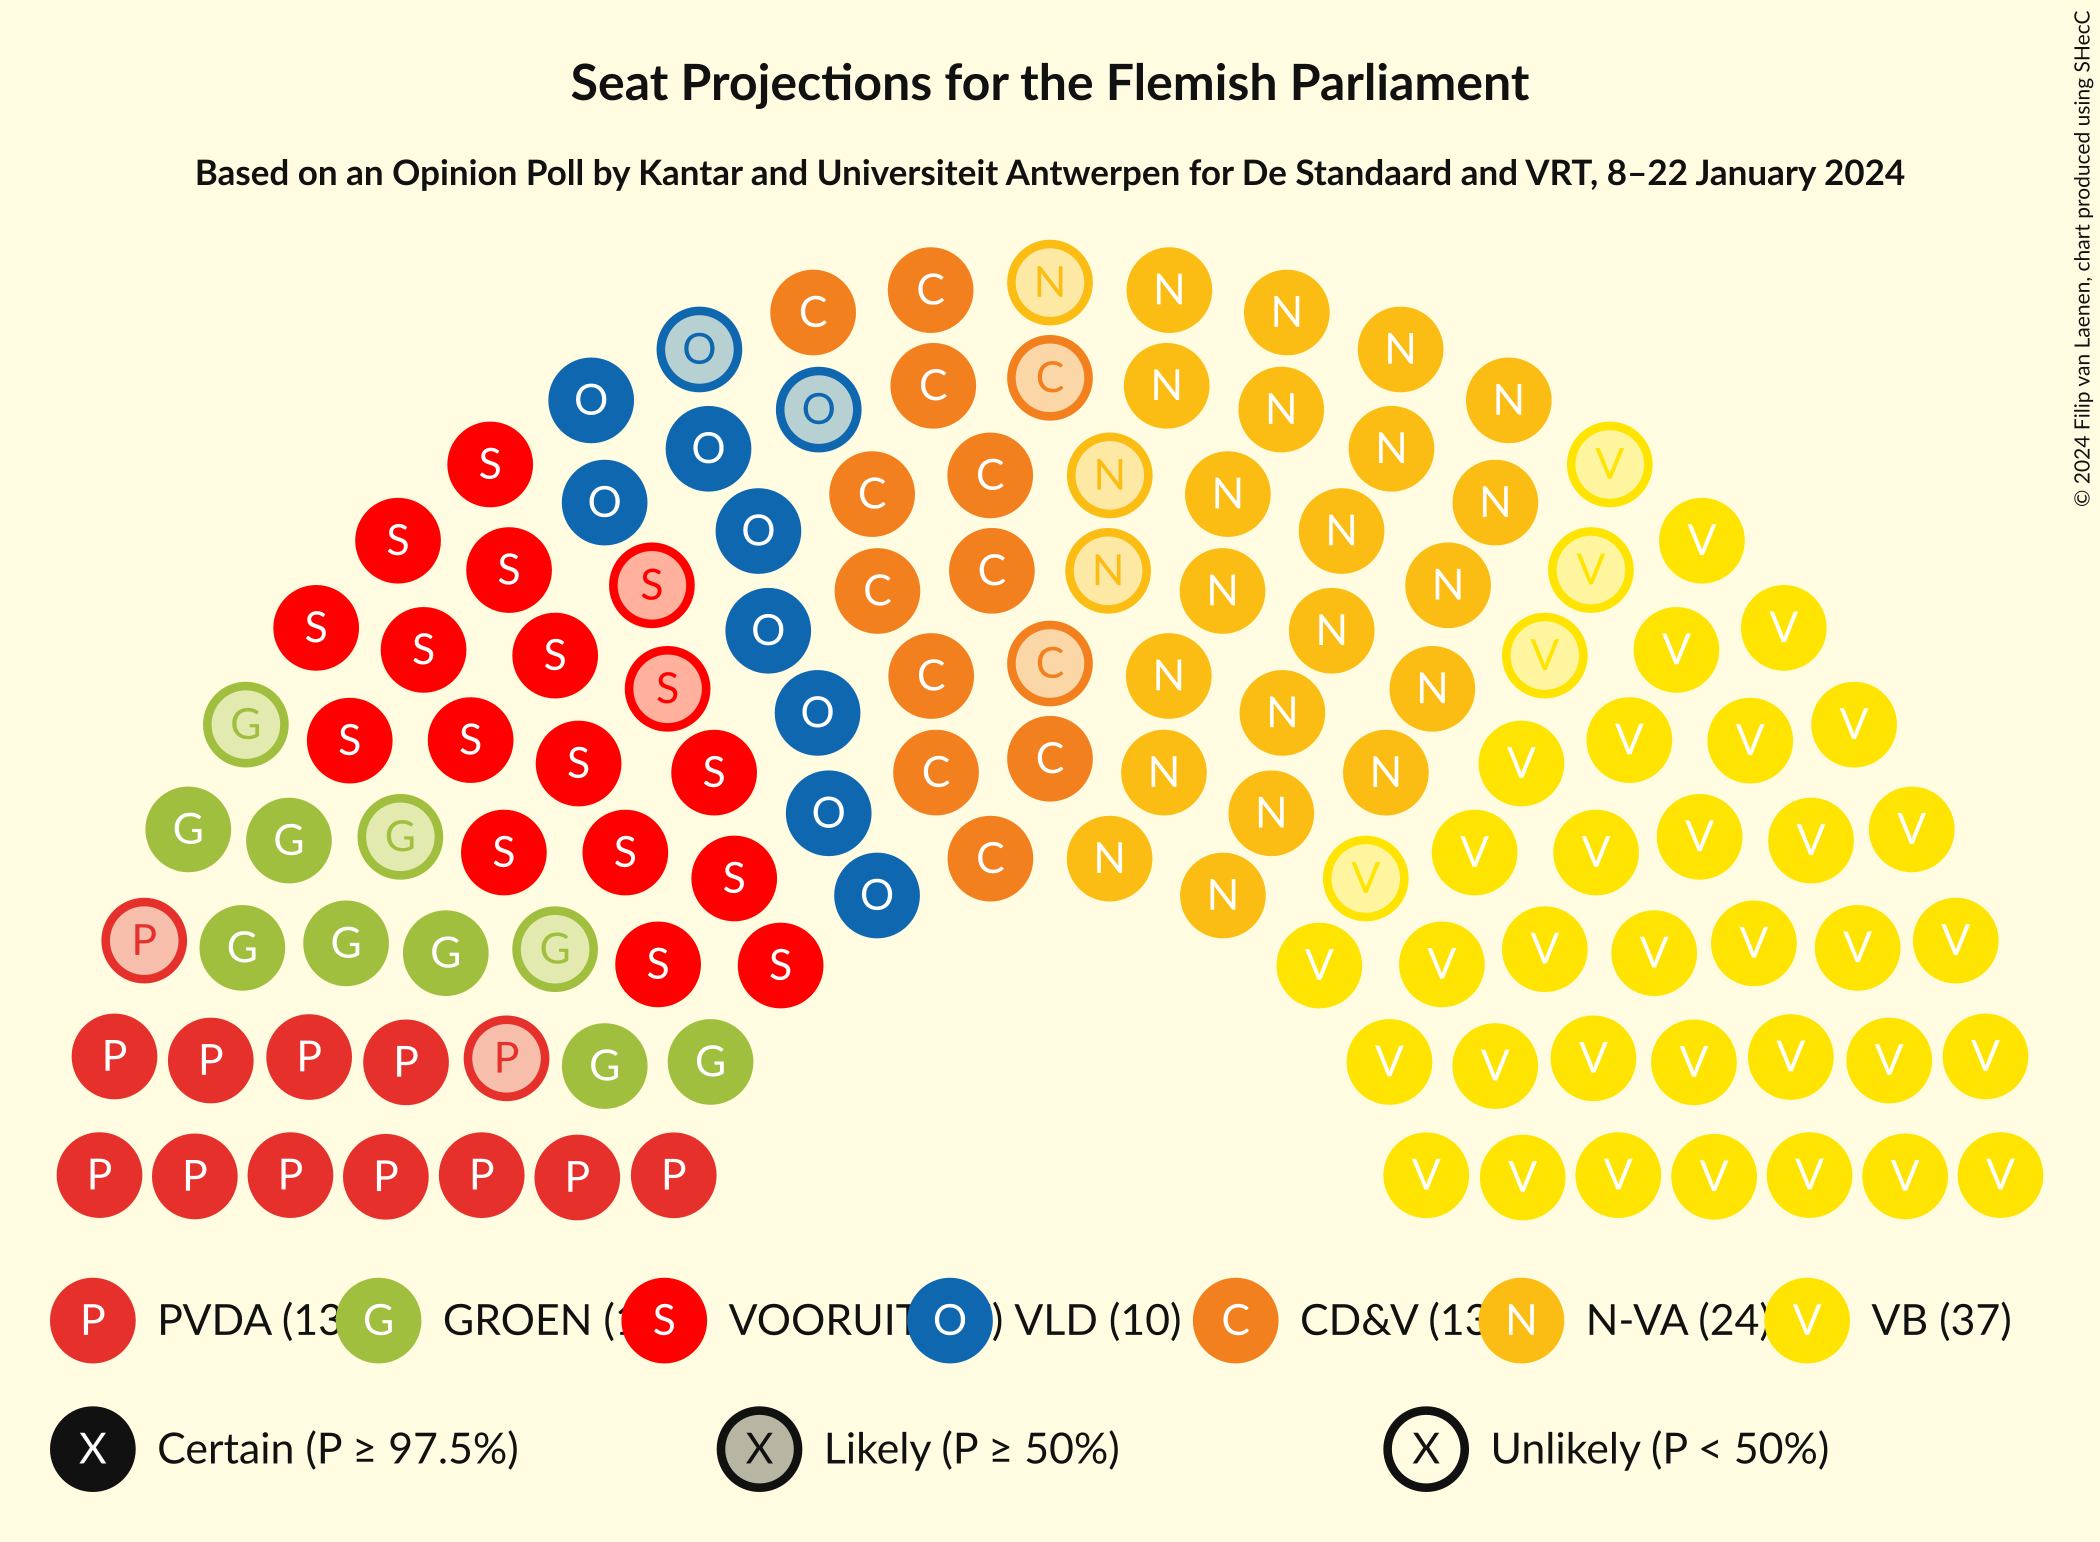 Seat Projections for the Flemish Parliament
Based on an Opinion Poll by Kantar and Universiteit Antwerpen for De Standaard and VRT, 8–22 January 2024
© 2024 Filip van Laenen, chart produced using SHecC
N
C C N N
C C N
O C N N
O C N
O N N
O C C N
S N V
O C N N
O N N
S V
S O N V
S S C C N V
C N
S O N V
S S C V V
S O C N N V V
G S S S C N V V V V
S S C N V V
G G G S S O N V V V V V
S C N V
S O N V
P G G G G S S V V V V V V V
P P P P P G G V V V V V V V
P P P P P P P V V V V V V V
P PVDA (13 G GROEN ( S VOORUIT O ) VLD (10) C CD&V (13 N N-VA (24) V VB (37)
X Certain (P ≥ 97.5%) X Likely (P ≥ 50%) X Unlikely (P < 50%)